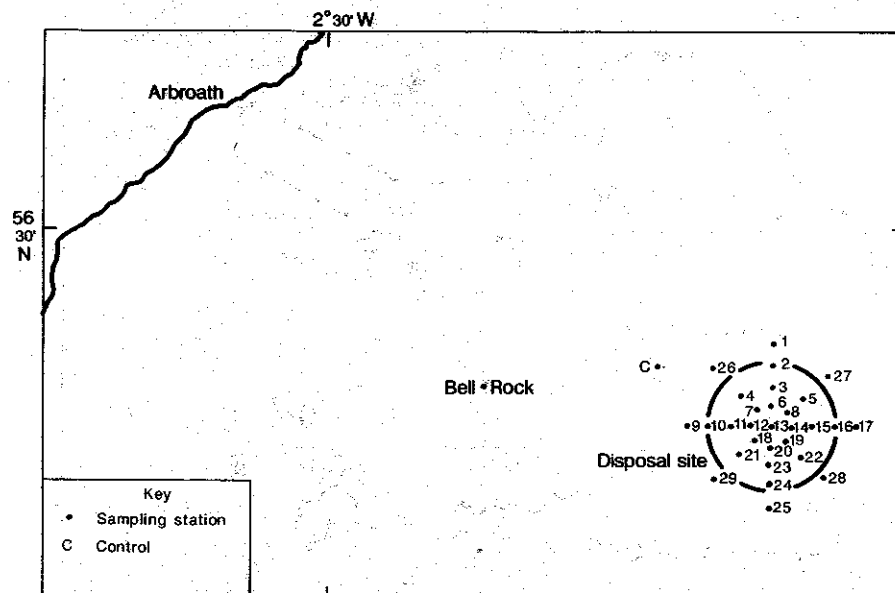 2° 30' W
Arbroath
56
30'
N
1
C
26
2
27
3
Bell Rock
4
6
5
7
8
9 10 11 12 13 14 15 16 17
18
19
20
Disposal site
21
22
23
29
24
28
25
Key
Sampling station
C Control